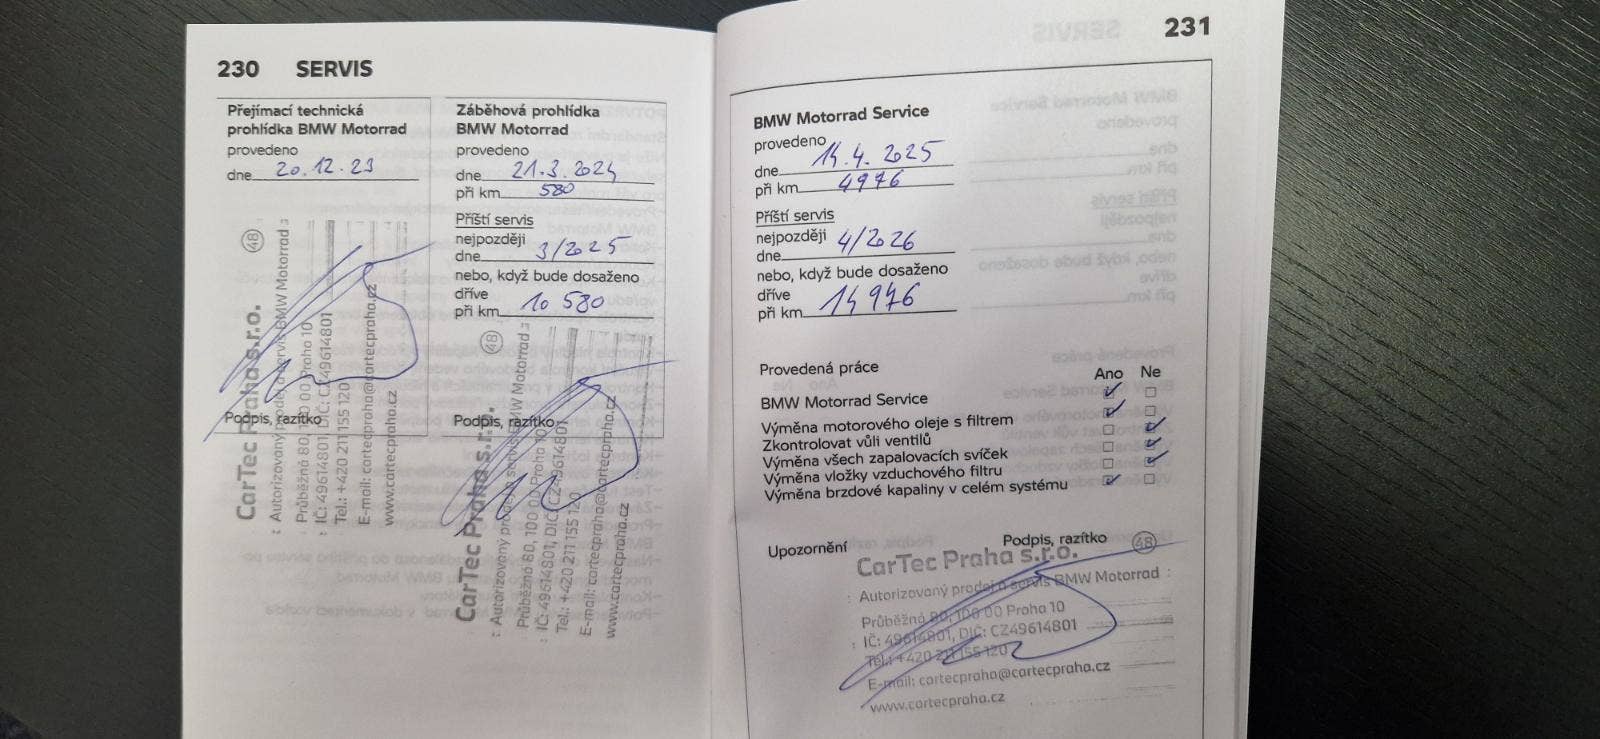 230 SERVIS
Přejímací technická
prohlídka BMW Motorrad
provedeno
dne 20.12.23
48
CarTec Praha s.r.o.
Autorizovaný prodej a servis BMW Motorrad
Průběžná 80, 100 00 Praha 10
IČ: 49614801, DIČ: CZ49614801
Tel.: +420 211 155 120
E-mail: cartecpraha@cartecpraha.cz
www.cartecpraha.cz
Podpis, razítko
Záběhová prohlídka
BMW Motorrad
provedeno
dne 21.3.2024
při km 580
Příští servis
nejpozději
dne 3/2025
nebo, když bude dosaženo
dříve
při km 10 580
48
CarTec Praha s.r.o.
Autorizovaný prodej a servis BMW Motorrad
Průběžná 80, 100 00 Praha 10
IČ: 49614801, DIČ: CZ49614801
Tel.: +420 211 155 120
E-mail: cartecpraha@cartecpraha.cz
www.cartecpraha.cz
Podpis, razítko
231
BMW Motorrad Service
provedeno
dne 14.4.2025
při km 4976
Příští servis
nejpozději
dne 4/2026
nebo, když bude dosaženo
dříve
při km 14 976
Provedená práce
Ano Ne
BMW Motorrad Service
Výměna motorového oleje s filtrem
Zkontrolovat vůli ventilů
Výměna všech zapalovacích svíček
Výměna vložky vzduchového filtru
Výměna brzdové kapaliny v celém systému
Upozornění
Podpis, razítko
48
CarTec Praha s.r.o.
Autorizovaný prodej a servis BMW Motorrad
Průběžná 80, 100 00 Praha 10
IČ: 49614801, DIČ: CZ49614801
Tel.: +420 211 155 120
E-mail: cartecpraha@cartecpraha.cz
www.cartecpraha.cz